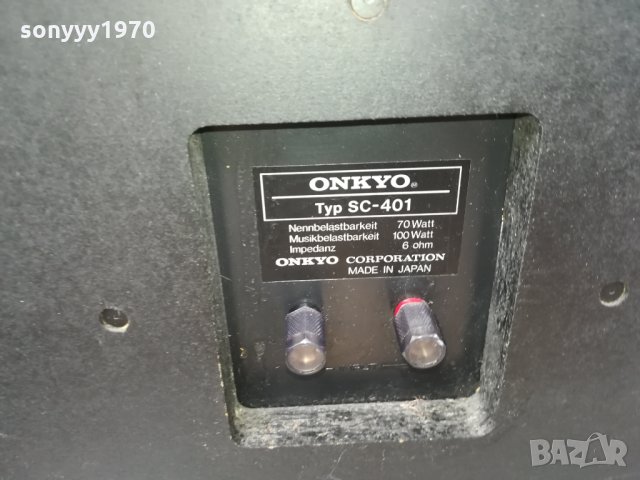 sonyyy1970
ONKYO®
Typ SC-401
Nennbelastbarkeit 70 Watt
Musikbelastbarkeit 100 Watt
Impedanz 6 ohm
ONKYO CORPORATION
MADE IN JAPAN
BAZAR